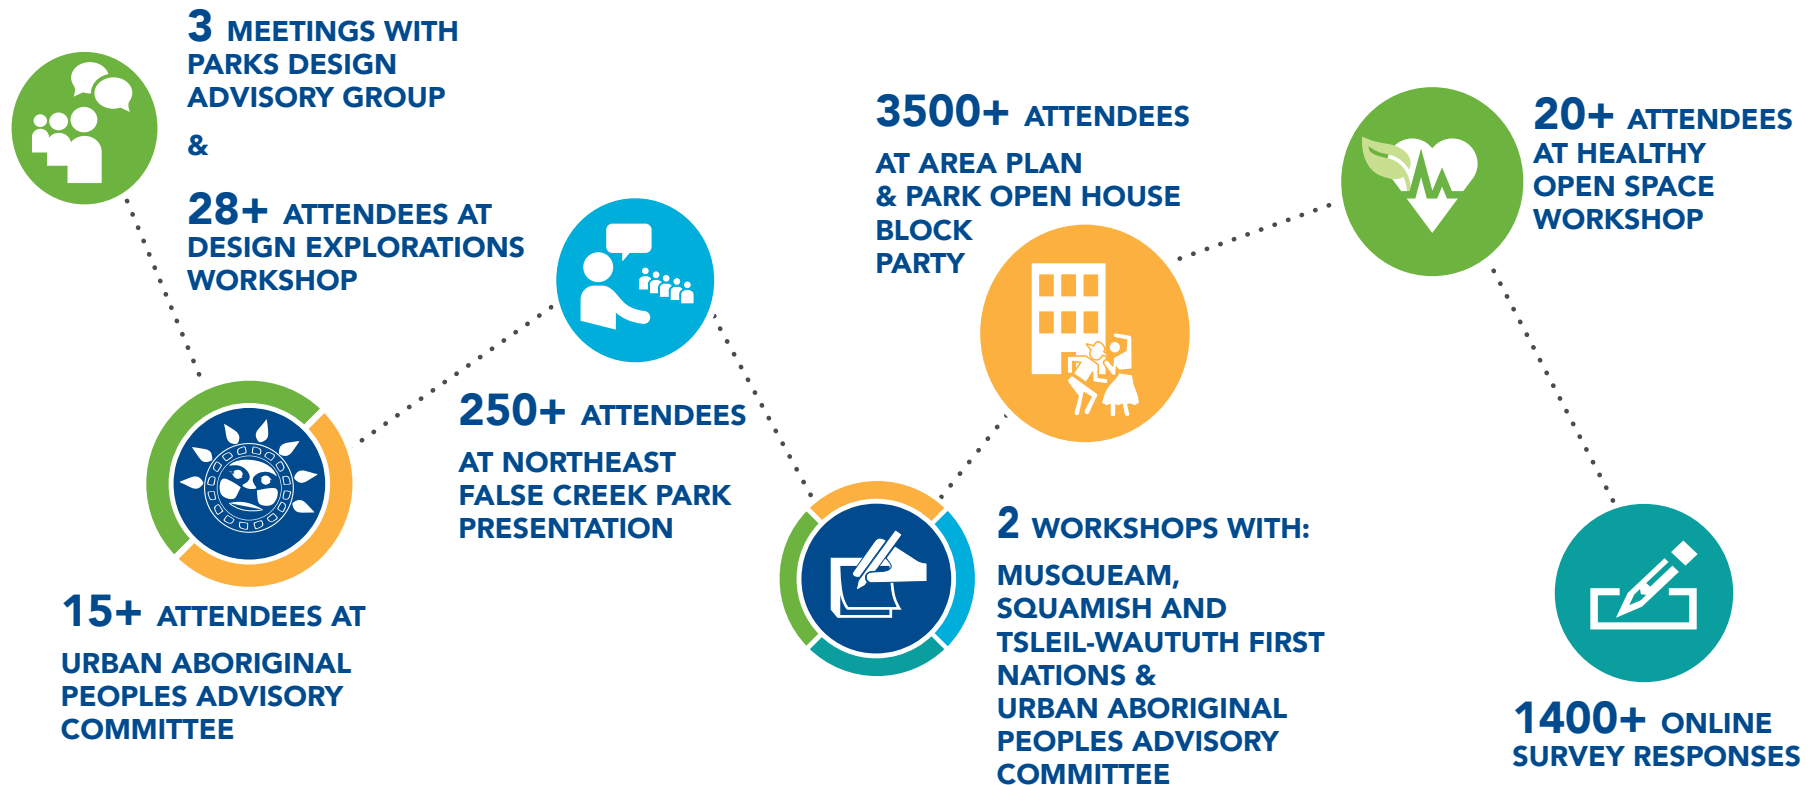 3 MEETINGS WITH
PARKS DESIGN
ADVISORY GROUP
&
28+ ATTENDEES AT
DESIGN EXPLORATIONS
WORKSHOP
15+ ATTENDEES AT
URBAN ABORIGINAL
PEOPLES ADVISORY
COMMITTEE
250+ ATTENDEES
AT NORTHEAST
FALSE CREEK PARK
PRESENTATION
2 WORKSHOPS WITH:
MUSQUEAM,
SQUAMISH AND
TSLEIL-WAUTUTH FIRST
NATIONS &
URBAN ABORIGINAL
PEOPLES ADVISORY
COMMITTEE
3500+ ATTENDEES
AT AREA PLAN
& PARK OPEN HOUSE
BLOCK
PARTY
20+ ATTENDEES
AT HEALTHY
OPEN SPACE
WORKSHOP
1400+ ONLINE
SURVEY RESPONSES